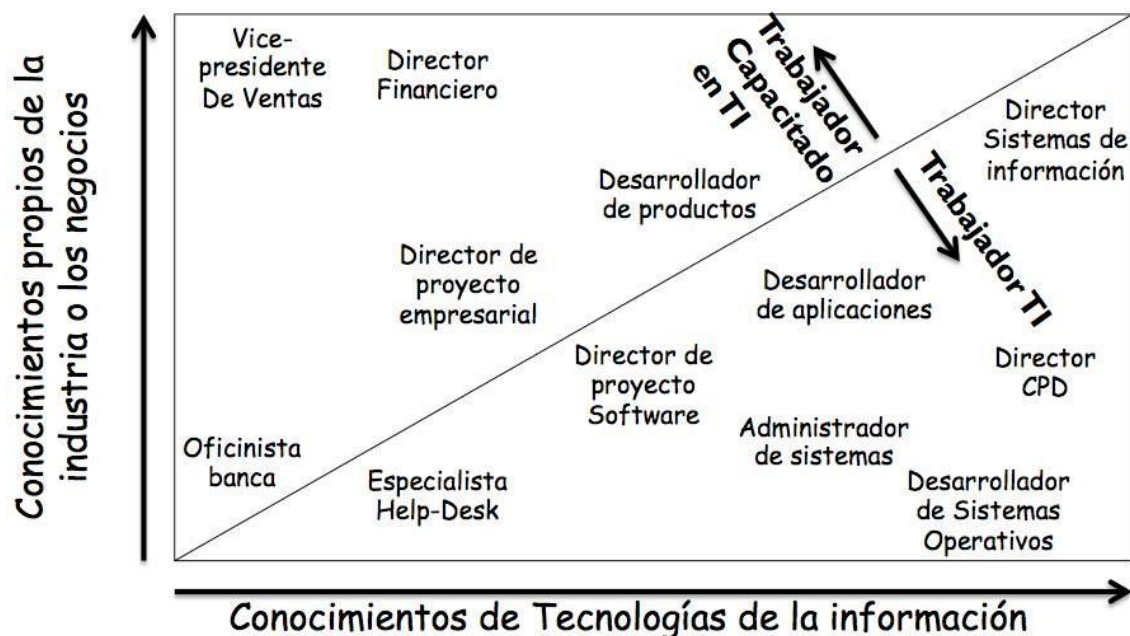 Conocimientos propios de la
industria o los negocios
Vice-
presidente
De Ventas
Director
Financiero
Trabajador
Capacitado
en TI
Director
Sistemas de
información
Desarrollador
de productos
Trabajador TI
Director de
proyecto
empresarial
Desarrollador
de aplicaciones
Director de
proyecto
Software
Director
CPD
Oficinista
banca
Administrador
de sistemas
Especialista
Help-Desk
Desarrollador
de Sistemas
Operativos
Conocimientos de Tecnologías de la información